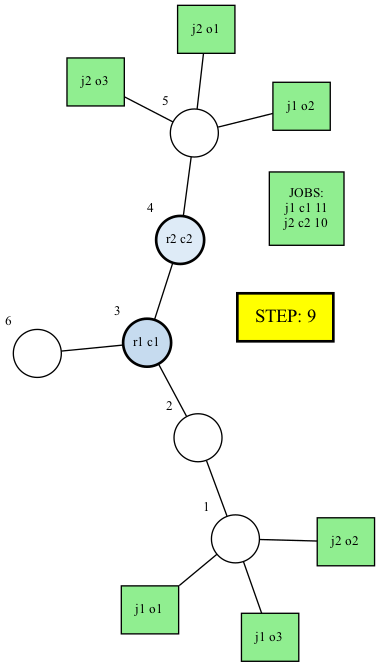 j2 o1
j2 o3
5
j1 o2
JOBS:
j1 c1 11
j2 c2 10
4
r2 c2
STEP: 9
3
6
r1 c1
2
1
j2 o2
j1 o1
j1 o3